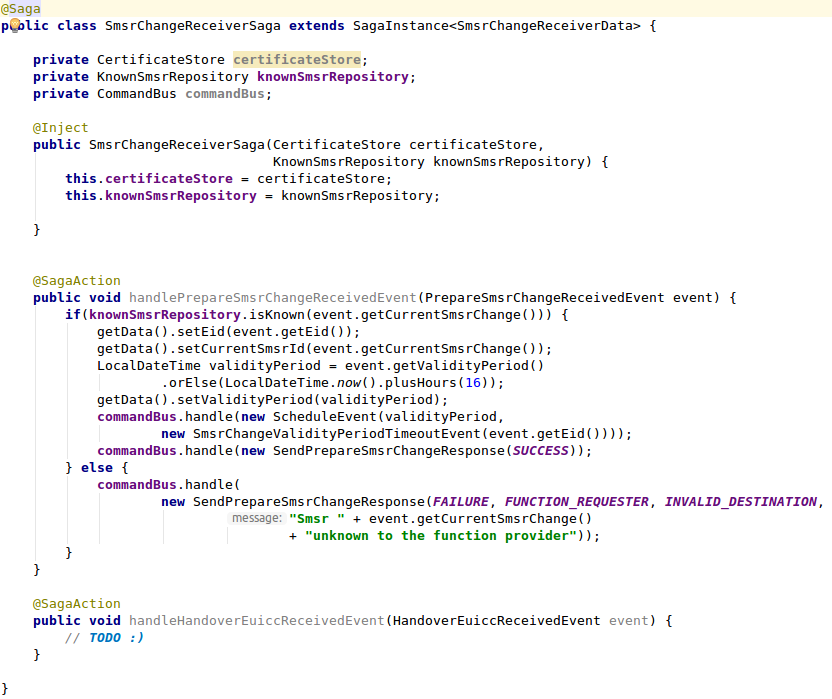 @Saga
public class SmsrChangeReceiverSaga extends SagaInstance<SmsrChangeReceiverData> {
private CertificateStore certificateStore;
private KnownSmsrRepository knownSmsrRepository;
private CommandBus commandBus;
@Inject
public SmsrChangeReceiverSaga(CertificateStore certificateStore,
KnownSmsrRepository knownSmsrRepository) {
this.certificateStore = certificateStore;
this.knownSmsrRepository = knownSmsrRepository;
}
@SagaAction
public void handlePrepareSmsrChangeReceivedEvent(PrepareSmsrChangeReceivedEvent event) {
if(knownSmsrRepository.isKnown(event.getCurrentSmsrChange())) {
getData().setEid(event.getEid());
getData().setCurrentSmsrId(event.getCurrentSmsrChange());
LocalDateTime validityPeriod = event.getValidityPeriod()
.orElse(LocalDateTime.now().plusHours(16));
getData().setValidityPeriod(validityPeriod);
commandBus.handle(new ScheduleEvent(validityPeriod,
new SmsrChangeValidityPeriodTimeoutEvent(event.getEid())));
commandBus.handle(new SendPrepareSmsrChangeResponse(SUCCESS));
} else {
commandBus.handle(
new SendPrepareSmsrChangeResponse(FAILURE, FUNCTION_REQUESTER, INVALID_DESTINATION,
message: "Smsr " + event.getCurrentSmsrChange()
+ "unknown to the function provider"));
}
}
@SagaAction
public void handleHandoverEuiccReceivedEvent(HandoverEuiccReceivedEvent event) {
// TODO :)
}
}